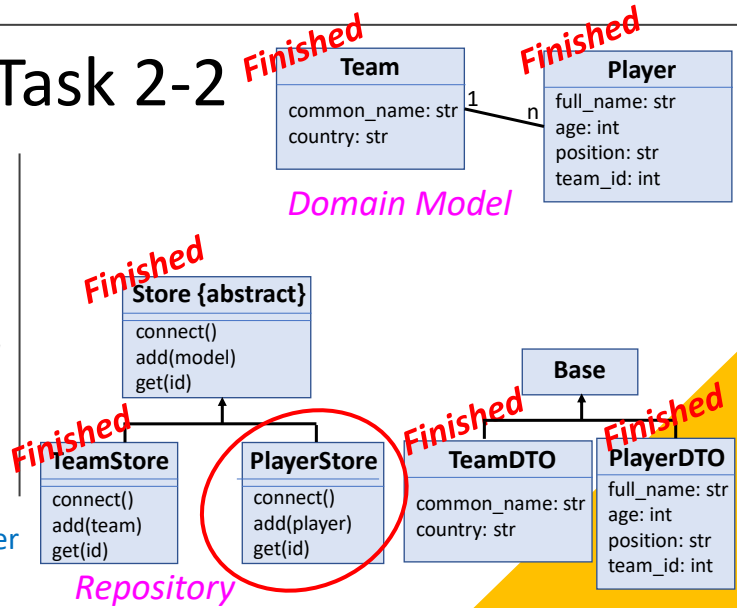 Task 2-2
Finished
Team
common_name: str
country: str
1
n
Finished
Player
full_name: str
age: int
position: str
team_id: int
Domain Model
Finished
Store {abstract}
connect()
add(model)
get(id)
Base
Finished
TeamStore
connect()
add(team)
get(id)
PlayerStore
connect()
add(player)
get(id)
Finished
TeamDTO
common_name: str
country: str
Finished
PlayerDTO
full_name: str
age: int
position: str
team_id: int
er
Repository